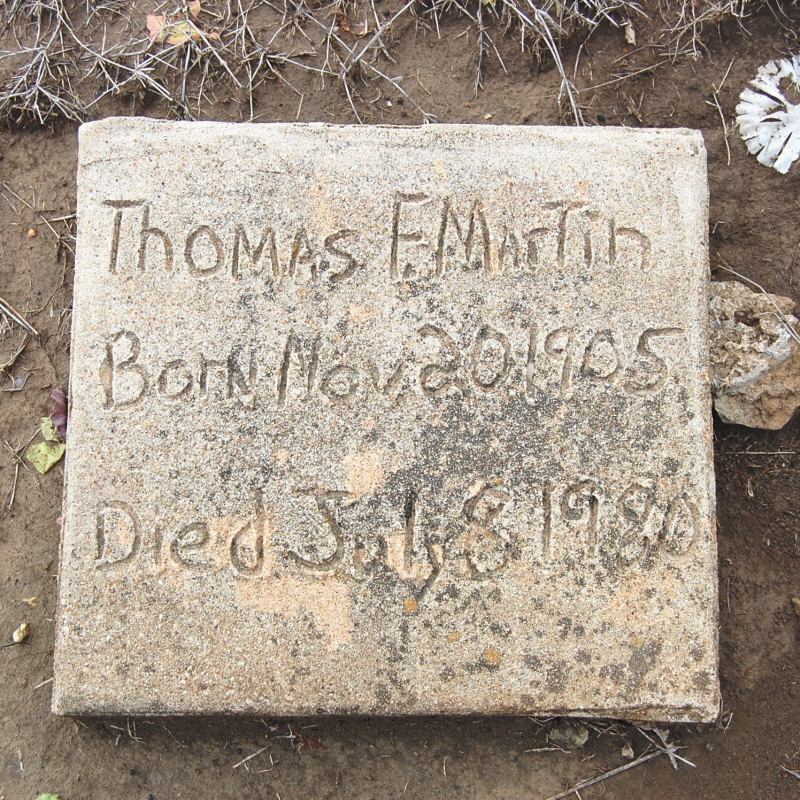 Thomas F. Martin
Born Nov. 20 1905
Died July 8 1980